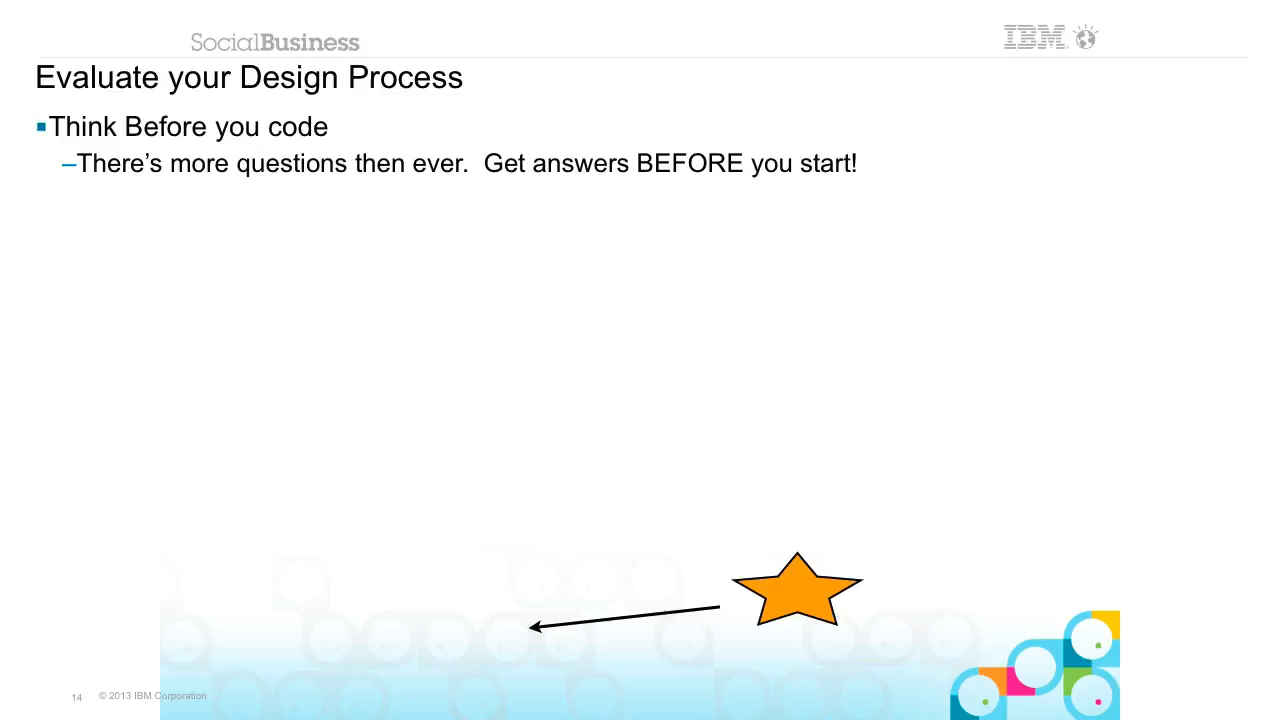 SocialBusiness
IBM
Evaluate your Design Process
▪Think Before you code
–There’s more questions then ever.  Get answers BEFORE you start!
14
© 2013 IBM Corporation